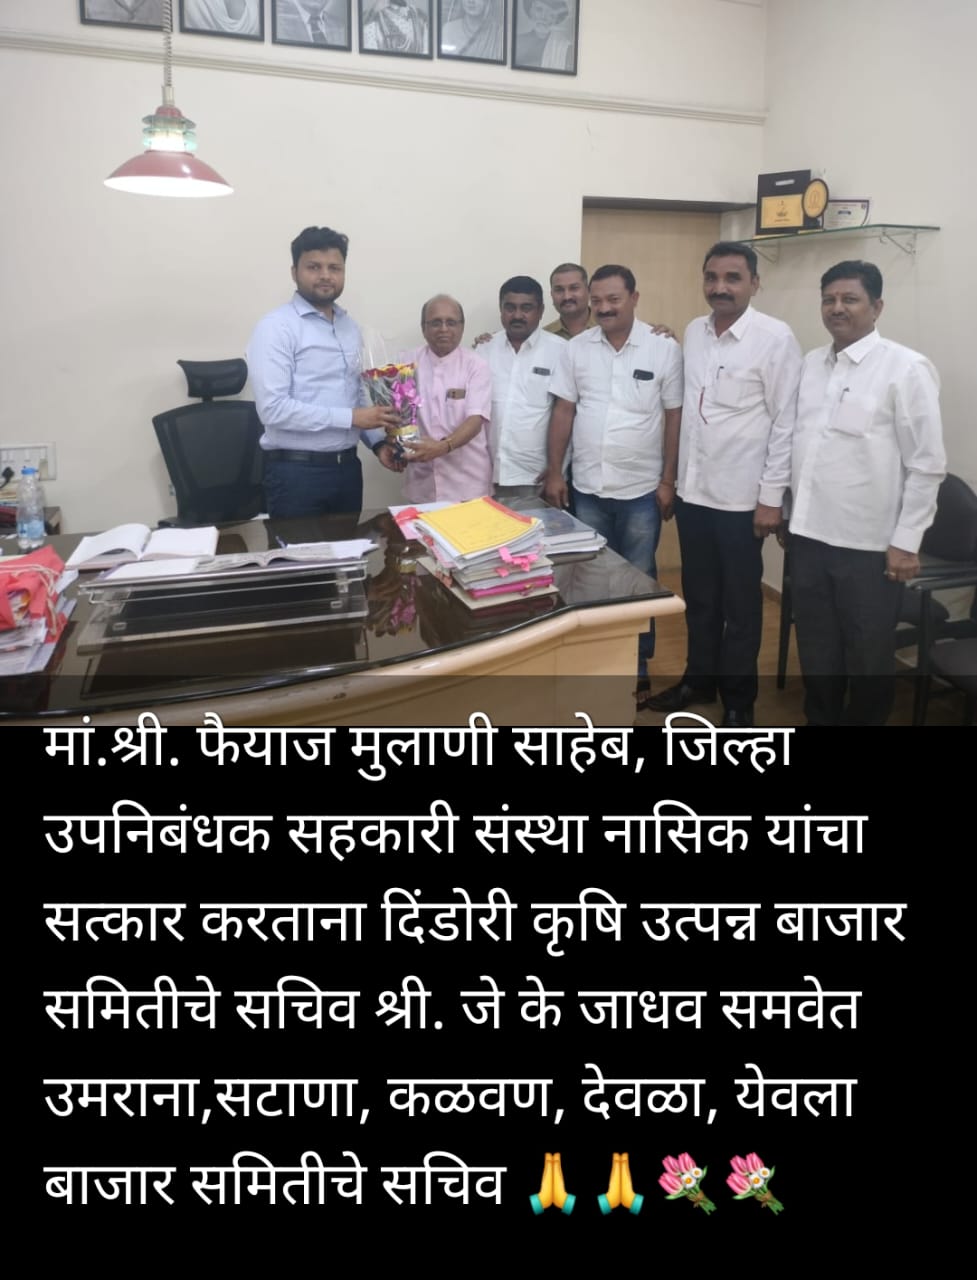 मां.श्री. फैयाज मुलाणी साहेब, जिल्हा
उपनिबंधक सहकारी संस्था नासिक यांचा
सत्कार करताना दिंडोरी कृषि उत्पन्न बाजार
समितीचे सचिव श्री. जे के जाधव समवेत
उमराना,सटाणा, कळवण, देवळा, येवला
बाजार समितीचे सचिव 🙏🙏💐💐